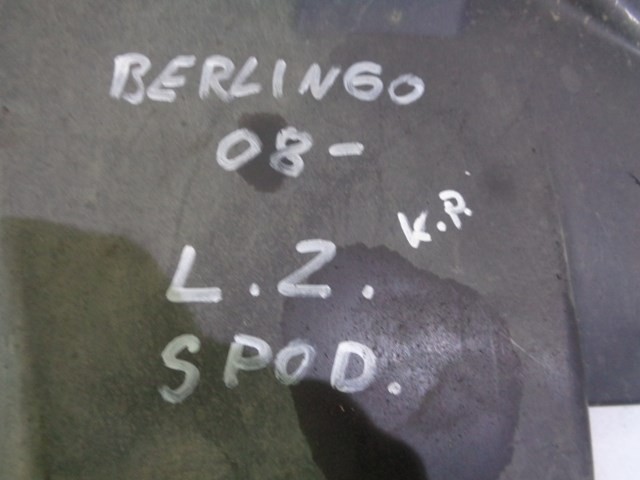 BERLINGO
08-
K.P.
L.Z.
SPOD.